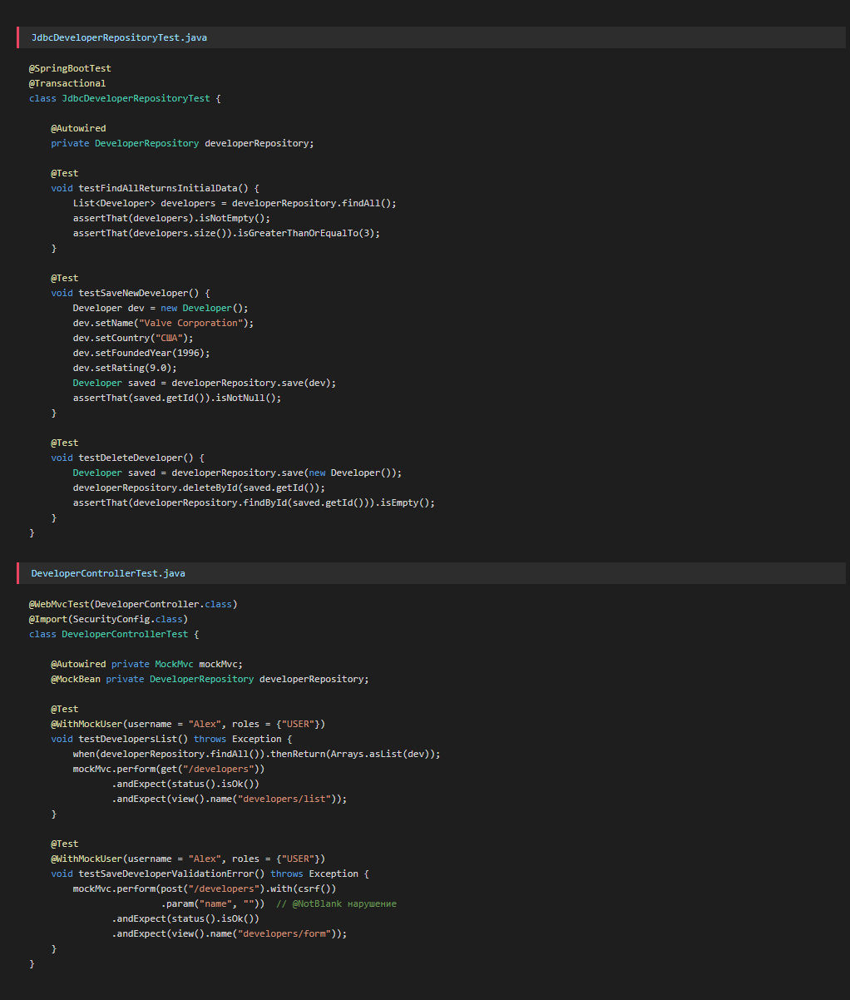 JdbcDeveloperRepositoryTest.java
@SpringBootTest
@Transactional
class JdbcDeveloperRepositoryTest {
@Autowired
private DeveloperRepository developerRepository;
@Test
void testFindAllReturnsInitialData() {
List<Developer> developers = developerRepository.findAll();
assertThat(developers).isNotEmpty();
assertThat(developers.size()).isGreaterThanOrEqualTo(3);
}
@Test
void testSaveNewDeveloper() {
Developer dev = new Developer();
dev.setName("Valve Corporation");
dev.setCountry("США");
dev.setFoundedYear(1996);
dev.setRating(9.0);
Developer saved = developerRepository.save(dev);
assertThat(saved.getId()).isNotNull();
}
@Test
void testDeleteDeveloper() {
Developer saved = developerRepository.save(new Developer());
developerRepository.deleteById(saved.getId());
assertThat(developerRepository.findById(saved.getId())).isEmpty();
}
}
DeveloperControllerTest.java
@WebMvcTest(DeveloperController.class)
@Import(SecurityConfig.class)
class DeveloperControllerTest {
@Autowired private MockMvc mockMvc;
@MockBean private DeveloperRepository developerRepository;
@Test
@WithMockUser(username = "Alex", roles = {"USER"})
void testDevelopersList() throws Exception {
when(developerRepository.findAll()).thenReturn(Arrays.asList(dev));
mockMvc.perform(get("/developers"))
.andExpect(status().isOk())
.andExpect(view().name("developers/list"));
}
@Test
@WithMockUser(username = "Alex", roles = {"USER"})
void testSaveDeveloperValidationError() throws Exception {
mockMvc.perform(post("/developers").with(csrf())
.param("name", ""))  // @NotBlank нарушение
.andExpect(status().isOk())
.andExpect(view().name("developers/form"));
}
}